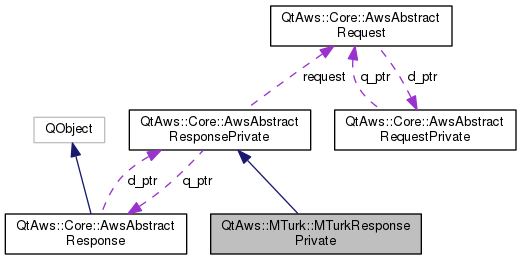 QtAws::Core::AwsAbstract
Request
request
q_ptr
d_ptr
QObject
QtAws::Core::AwsAbstract
ResponsePrivate
QtAws::Core::AwsAbstract
RequestPrivate
d_ptr
q_ptr
QtAws::Core::AwsAbstract
Response
QtAws::MTurk::MTurkResponse
Private